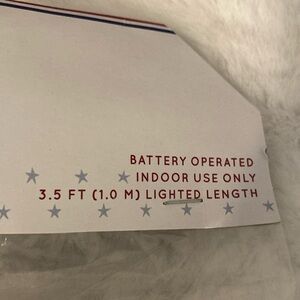 BATTERY OPERATED
INDOOR USE ONLY
3.5 FT (1.0 M) LIGHTED LENGTH